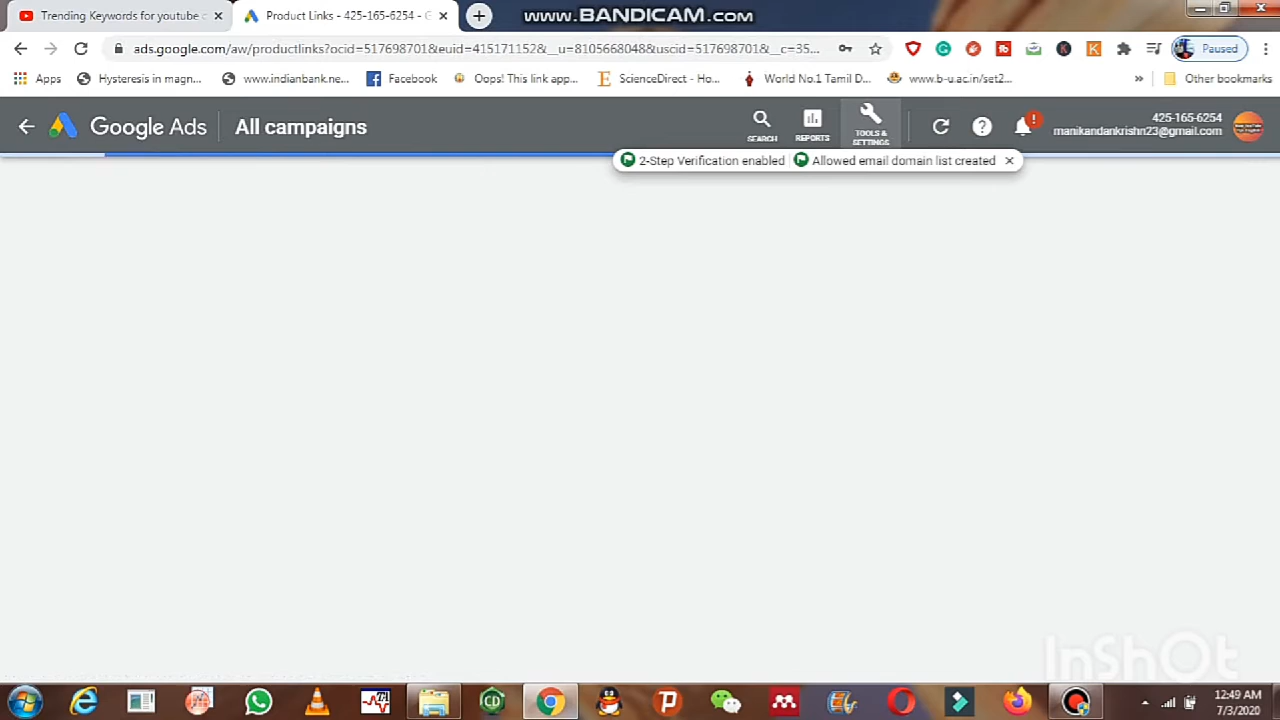 Trending Keywords for youtube c
Product Links - 425-165-6254 - G
www.BANDICAM.com
ads.google.com/aw/productlinks?ocid=517698701&euid=415171152&__u=8105668048&uscid=517698701&__c=35...
Paused
Apps
Hysteresis in magn...
www.indianbank.ne...
Facebook
Oops! This link app...
ScienceDirect - Ho...
World No.1 Tamil D...
www.b-u.ac.in/set2...
»
Other bookmarks
Google Ads
All campaigns
SEARCH
REPORTS
TOOLS &
SETTINGS
425-165-6254
manikandankrishn23@gmail.com
2-Step Verification enabled
Allowed email domain list created
InShOt
12:49 AM
7/3/2020